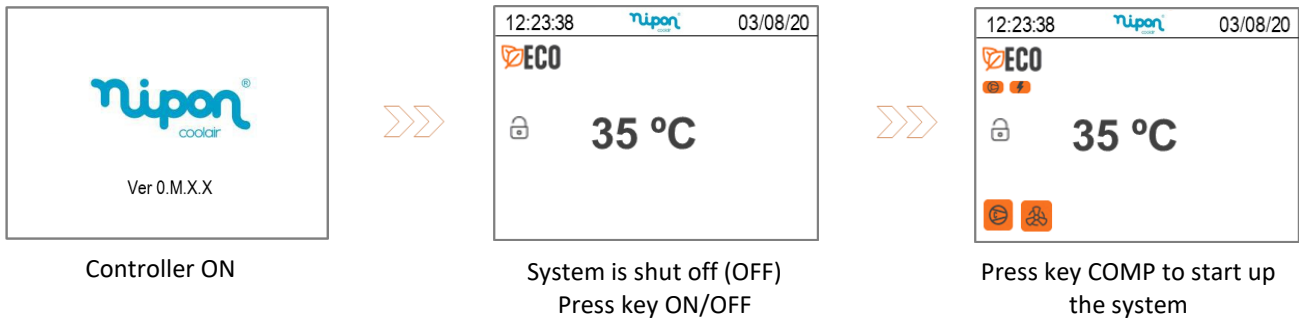 nipon®
coolair
Ver 0.M.X.X
Controller ON
12:23:38 nipon coolair 03/08/20
ECO
35 ºC
System is shut off (OFF)
Press key ON/OFF
12:23:38 nipon coolair 03/08/20
ECO
35 ºC
Press key COMP to start up
the system